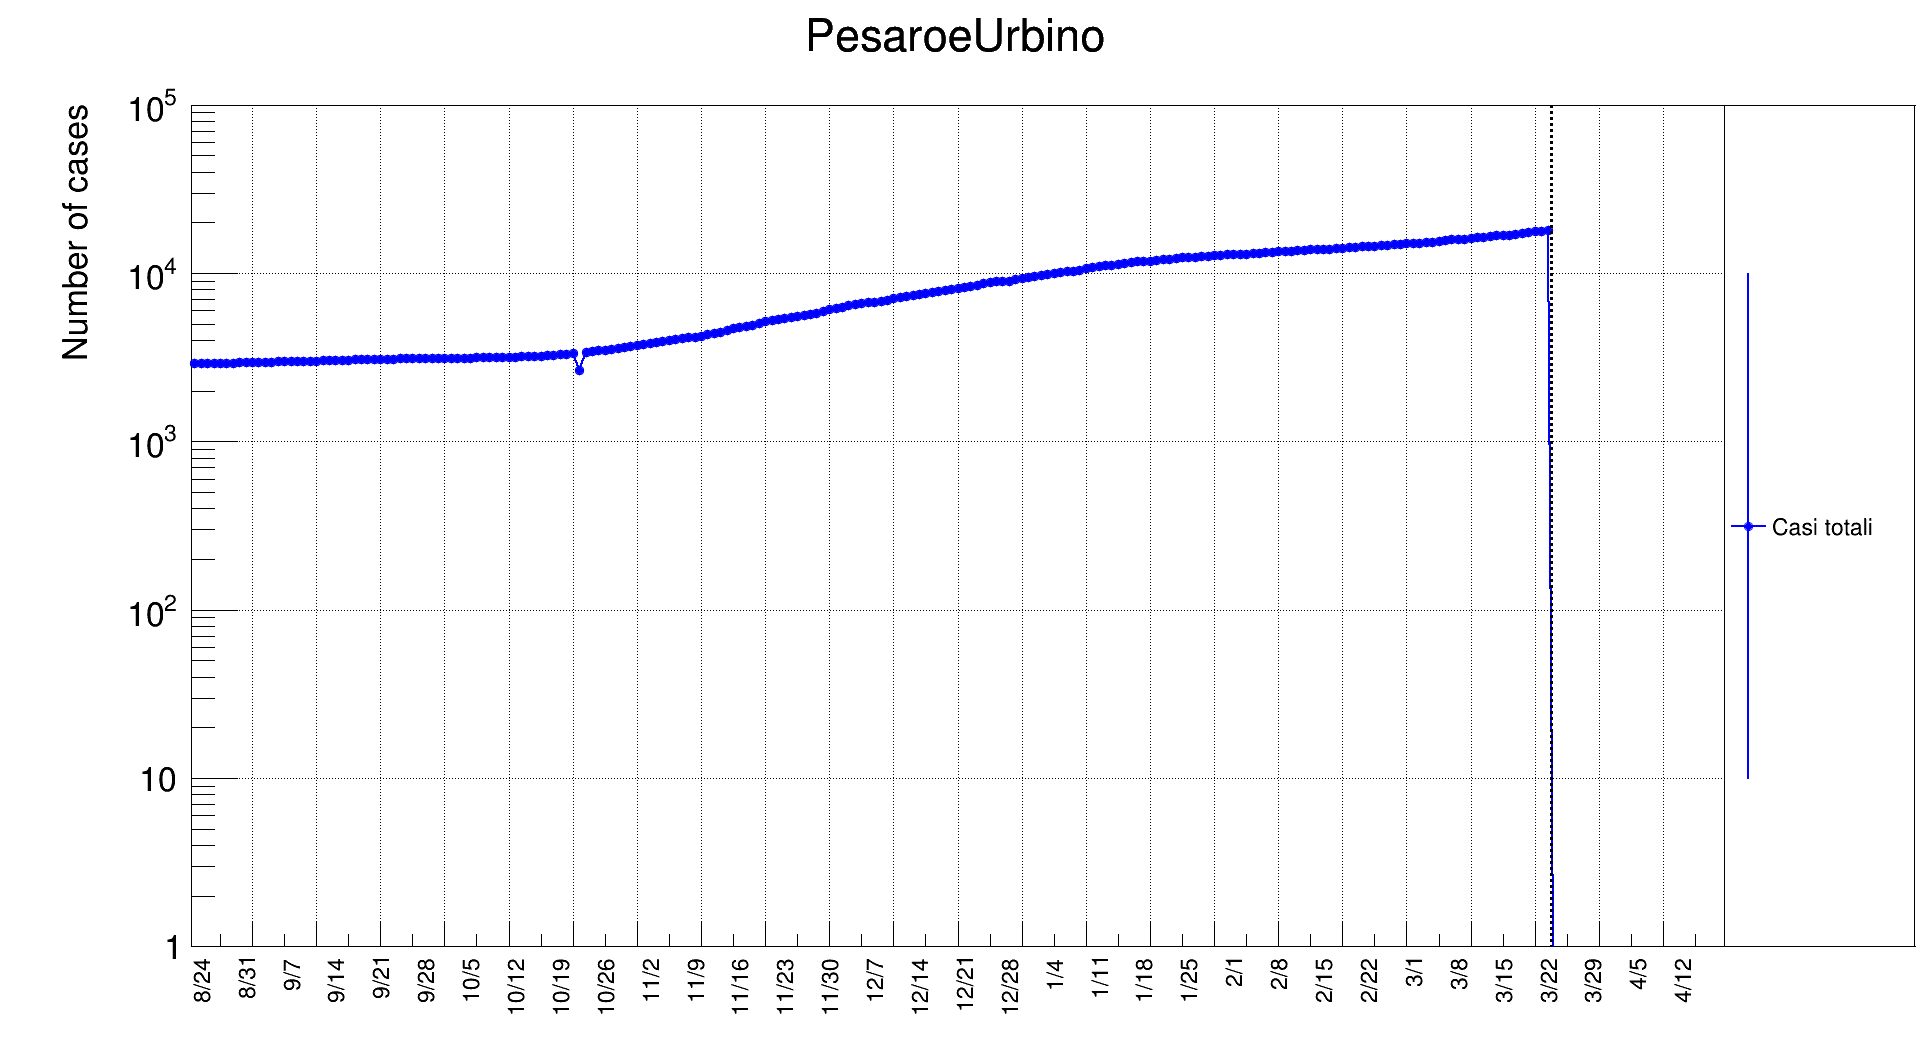 PesaroeUrbino
Number of cases
10^5
10^4
10^3
10^2
10
1
8/24 8/31 9/7 9/14 9/21 9/28 10/5 10/12 10/19 10/26 11/2 11/9 11/16 11/23 11/30 12/7 12/14 12/21 12/28 1/4 1/11 1/18 1/25 2/1 2/8 2/15 2/22 3/1 3/8 3/15 3/22 3/29 4/5 4/12
Casi totali